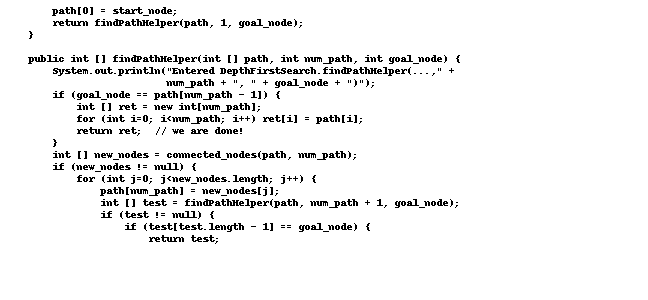 path[0] = start_node;
return findPathHelper(path, 1, goal_node);
}
public int [] findPathHelper(int [] path, int num_path, int goal_node) {
System.out.println("Entered DepthFirstSearch.findPathHelper(...," +
num_path + ", " + goal_node + ")");
if (goal_node == path[num_path - 1]) {
int [] ret = new int[num_path];
for (int i=0; i<num_path; i++) ret[i] = path[i];
return ret;  // we are done!
}
int [] new_nodes = connected_nodes(path, num_path);
if (new_nodes != null) {
for (int j=0; j<new_nodes.length; j++) {
path[num_path] = new_nodes[j];
int [] test = findPathHelper(path, num_path + 1, goal_node);
if (test != null) {
if (test[test.length - 1] == goal_node) {
return test;